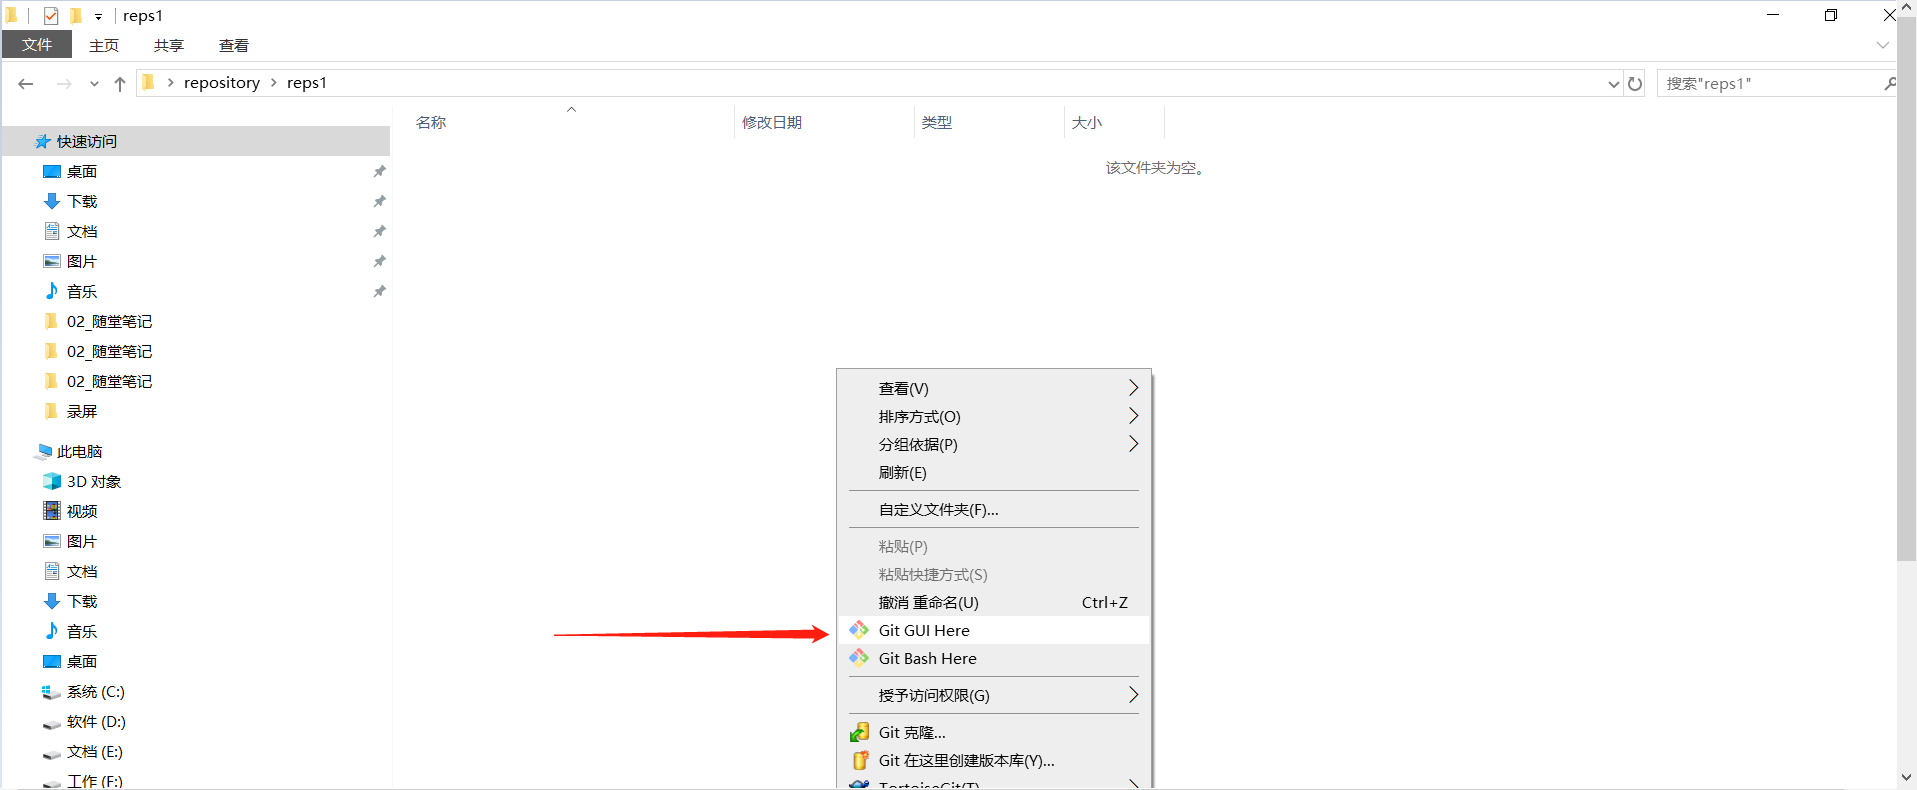 reps1
文件 主页 共享 查看
repository reps1 搜索"reps1"
名称 修改日期 类型 大小
该文件夹为空。
快速访问
桌面
下载
文档
图片
音乐
02_随堂笔记
02_随堂笔记
02_随堂笔记
录屏
此电脑
3D 对象
视频
图片
文档
下载
音乐
桌面
系统 (C:)
软件 (D:)
文档 (E:)
工作 (F:)
查看(V)
排序方式(O)
分组依据(P)
刷新(E)
自定义文件夹(F)...
粘贴(P)
粘贴快捷方式(S)
撤消 重命名(U) Ctrl+Z
Git GUI Here
Git Bash Here
授予访问权限(G)
Git 克隆...
Git 在这里创建版本库(Y)...
TortoiseGit(T)